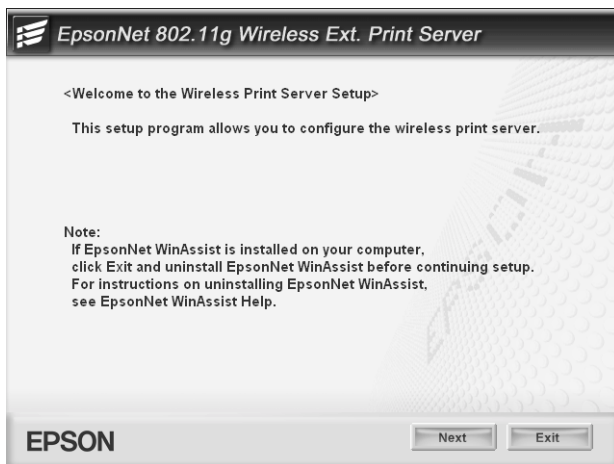 EpsonNet 802.11g Wireless Ext. Print Server
<Welcome to the Wireless Print Server Setup>
This setup program allows you to configure the wireless print server.
Note:
If EpsonNet WinAssist is installed on your computer,
click Exit and uninstall EpsonNet WinAssist before continuing setup.
For instructions on uninstalling EpsonNet WinAssist,
see EpsonNet WinAssist Help.
EPSON
EPSON
Next
Exit